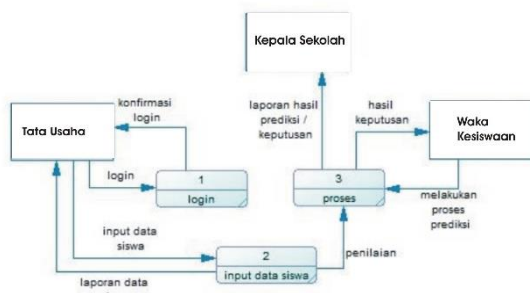 Kepala Sekolah
konfirmasi
login
laporan hasil
prediksi /
keputusan
hasil
keputusan
Tata Usaha
Waka
Kesiswaan
login
1
login
3
proses
melakukan
proses
prediksi
input data
siswa
2
input data siswa
penilaian
laporan data